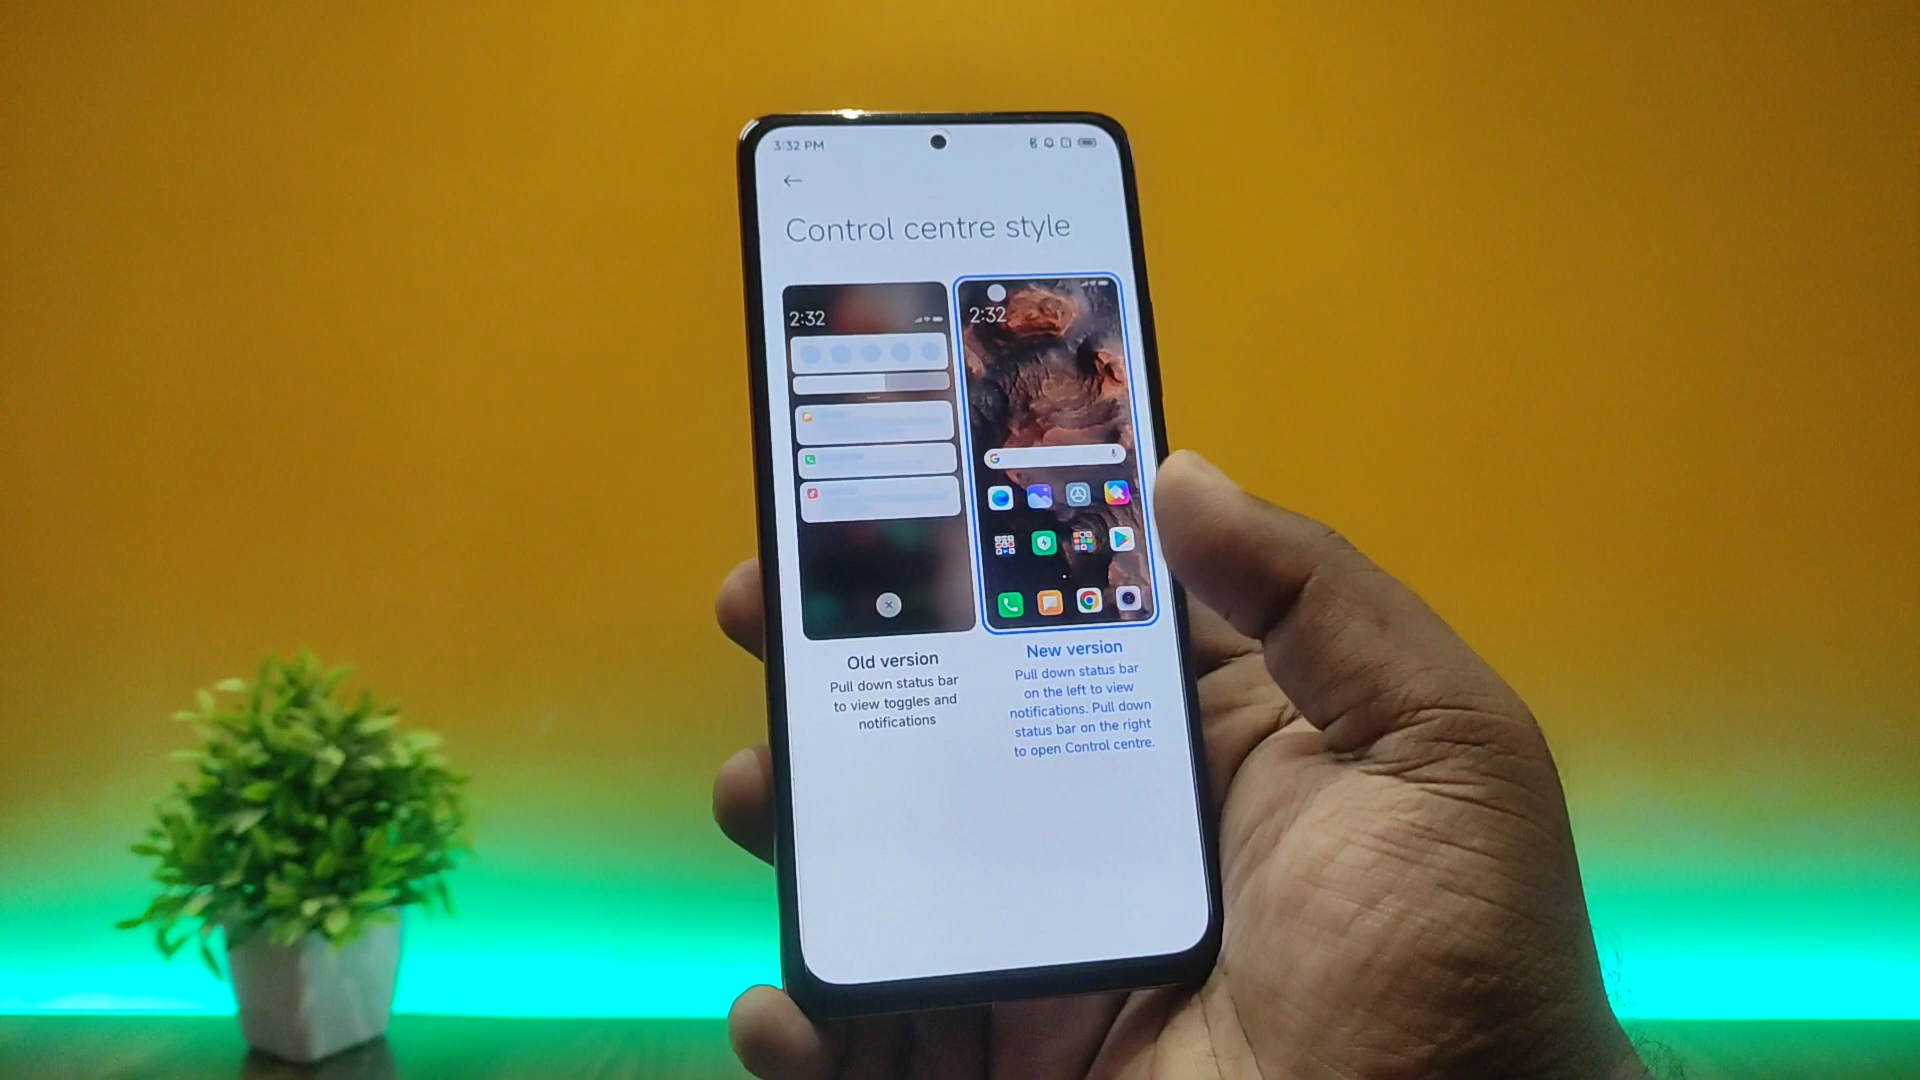 3:32 PM
Control centre style
2:32
2:32
Old version
Pull down status bar
to view toggles and
notifications
New version
Pull down status bar
on the left to view
notifications. Pull down
status bar on the right
to open Control centre.